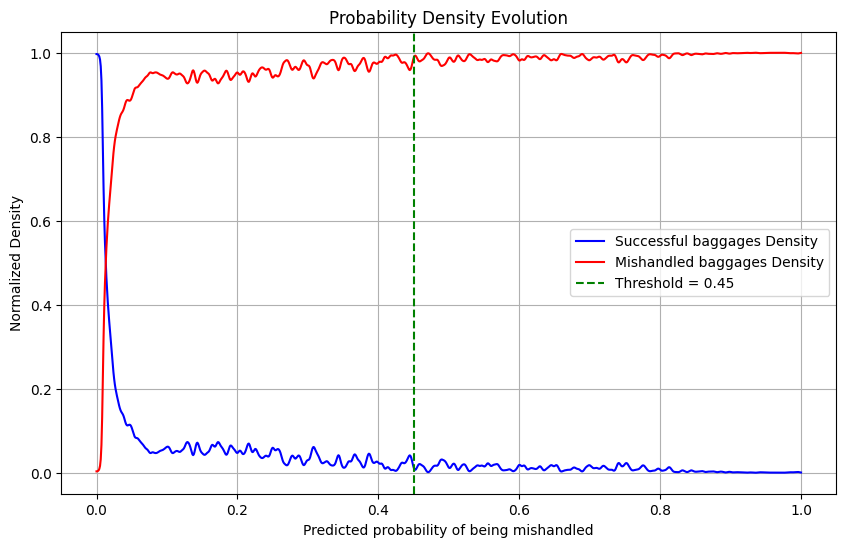 Probability Density Evolution
Normalized Density
1.0
0.8
0.6
0.4
0.2
0.0
Successful baggages Density
Mishandled baggages Density
Threshold = 0.45
0.0 0.2 0.4 0.6 0.8 1.0
Predicted probability of being mishandled